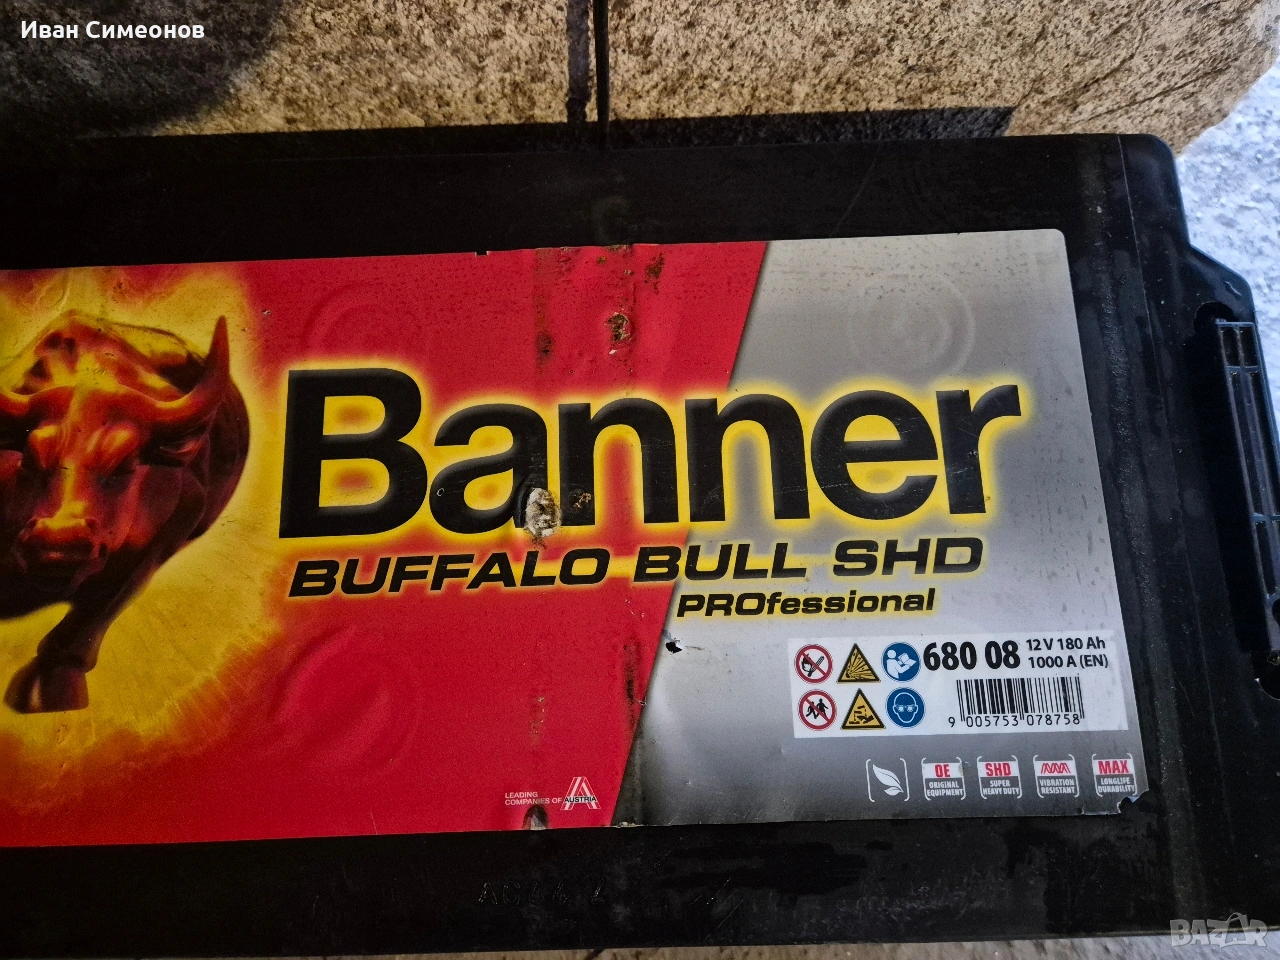 Иван Симеонов
Banner
BUFFALO BULL SHD
PROfessional
680 08
12 V 180 Ah
1000 A (EN)
9 005753 078758
LEADING
COMPANIES OF AUSTRIA
OE
ORIGINAL
EQUIPMENT
SHD
SUPER
HEAVY DUTY
VIBRATION
RESISTANT
MAX
LONGLIFE
DURABILITY
BAZAR